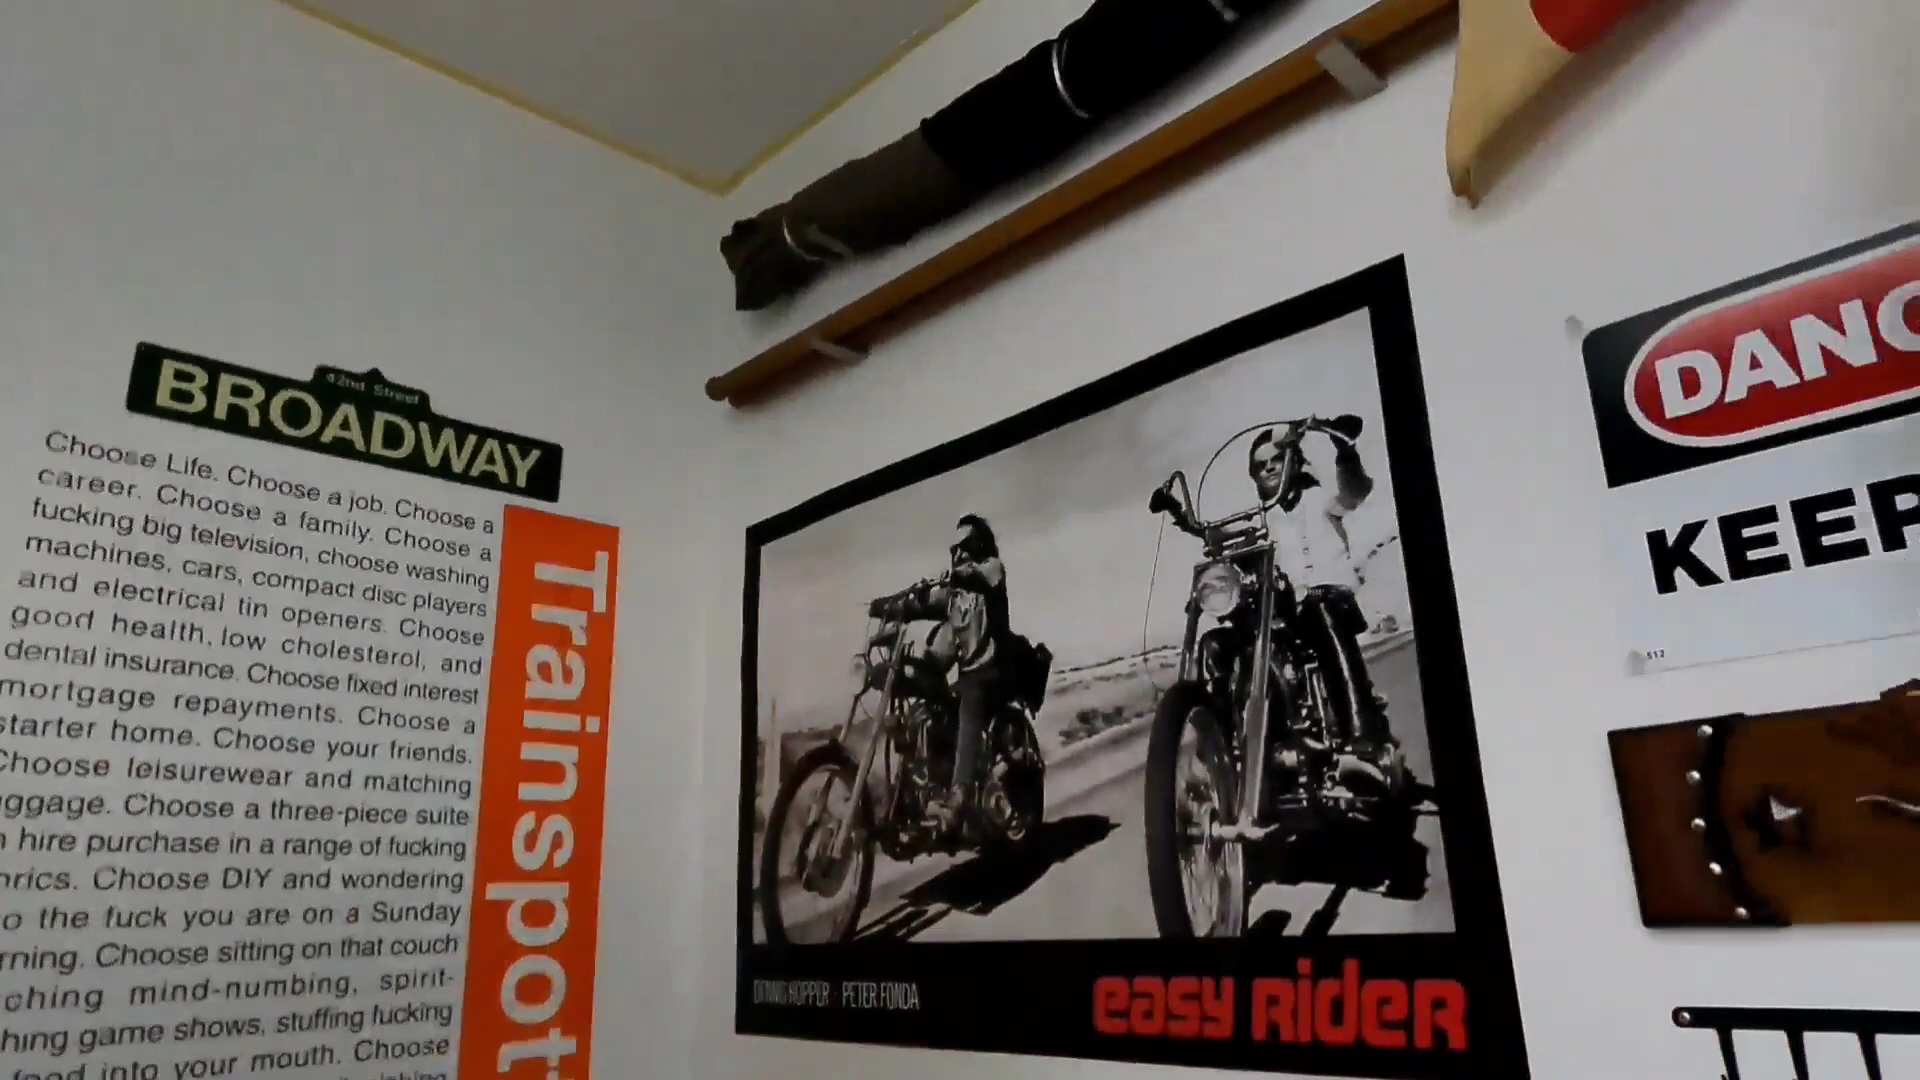 42nd Street
BROADWAY
Choose Life. Choose a job. Choose a
career. Choose a family. Choose a
fucking big television, choose washing
machines, cars, compact disc players
and electrical tin openers. Choose
good health, low cholesterol, and
dental insurance. Choose fixed interest
mortgage repayments. Choose a
starter home. Choose your friends.
Choose leisurewear and matching
uggage. Choose a three-piece suite
hire purchase in a range of fucking
brics. Choose DIY and wondering
the fuck you are on a Sunday
rning. Choose sitting on that couch
ching mind-numbing, spirit-
hing game shows, stuffing fucking
food into your mouth. Choose
Trainspot
DENNIS HOPPER · PETER FONDA
easy Rider
DANG
KEEP
512